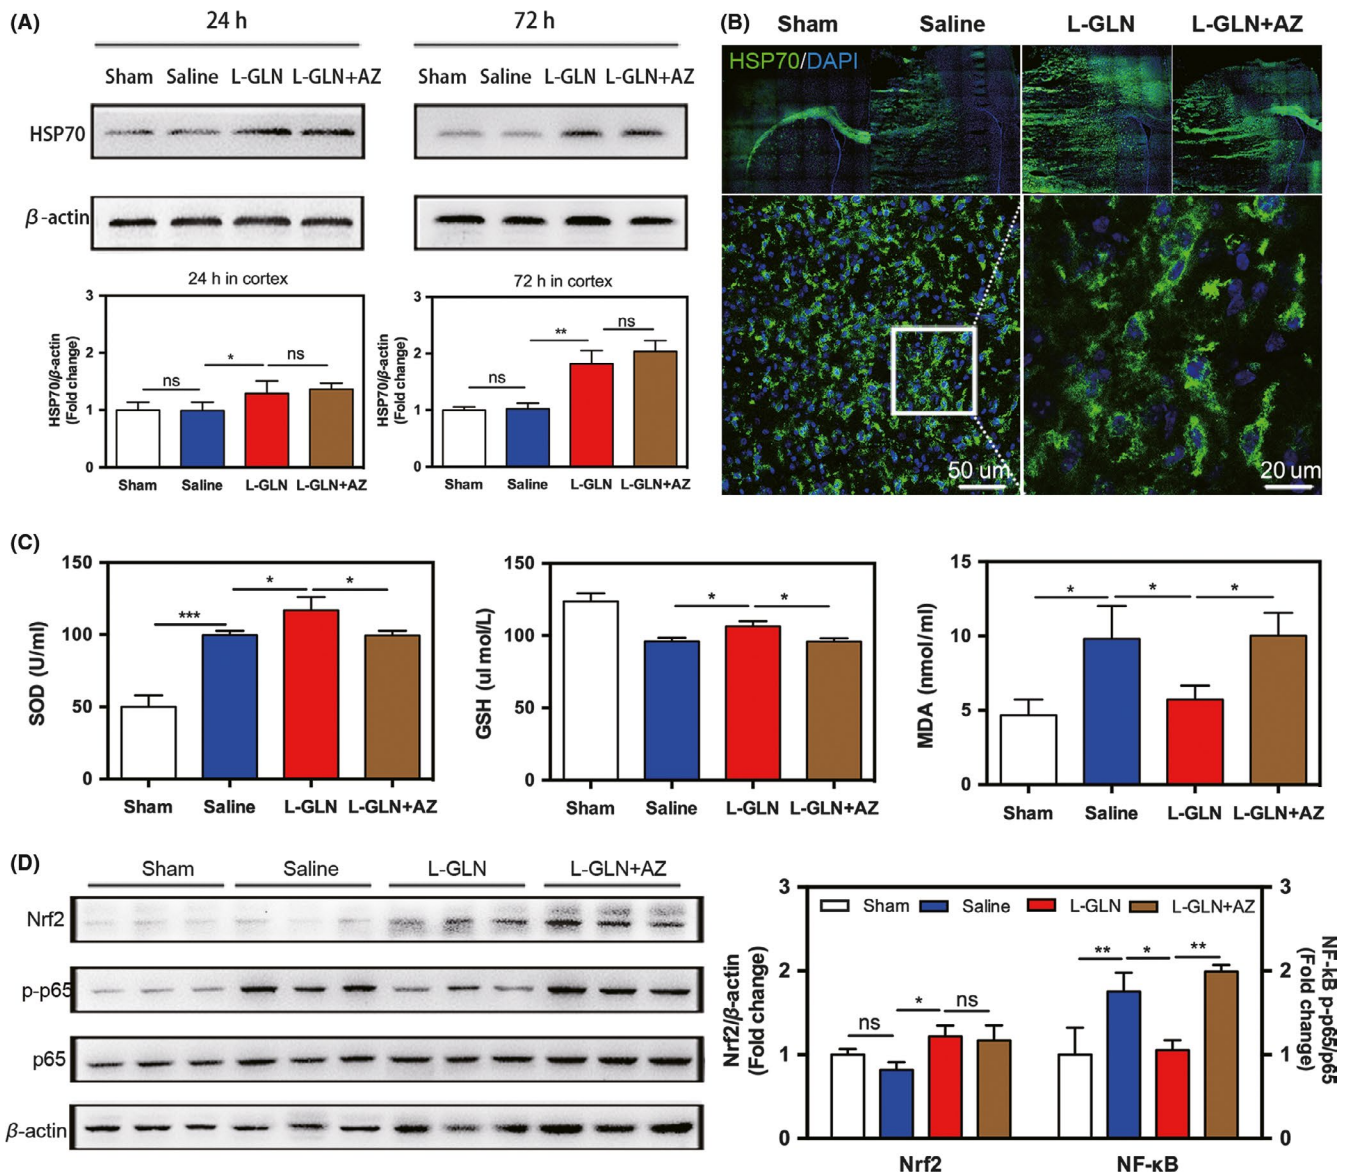 (A)
24 h
72 h
Sham Saline L-GLN L-GLN+AZ
Sham Saline L-GLN L-GLN+AZ
HSP70
β-actin
24 h in cortex
72 h in cortex
HSP70/β-actin
(Fold change)
3
2
1
0
ns
*
ns
Sham Saline L-GLN L-GLN+AZ
HSP70/β-actin
(Fold change)
3
2
1
0
ns
**
ns
Sham Saline L-GLN L-GLN+AZ
(B)
Sham Saline L-GLN L-GLN+AZ
HSP70/DAPI
50 um
20 um
(C)
SOD (U/ml)
150
100
50
0
***
*
*
Sham Saline L-GLN L-GLN+AZ
GSH (ul mol/L)
150
100
50
0
*
*
Sham Saline L-GLN L-GLN+AZ
MDA (nmol/ml)
15
10
5
0
*
*
*
Sham Saline L-GLN L-GLN+AZ
(D)
Sham Saline L-GLN L-GLN+AZ
Nrf2
p-p65
p65
β-actin
Nrf2/β-actin
(Fold change)
3
2
1
0
Sham Saline L-GLN L-GLN+AZ
ns
*
ns
**
*
**
Nrf2 NF-κB
3
2
1
0
NF-kB p-p65/p65
(Fold change)